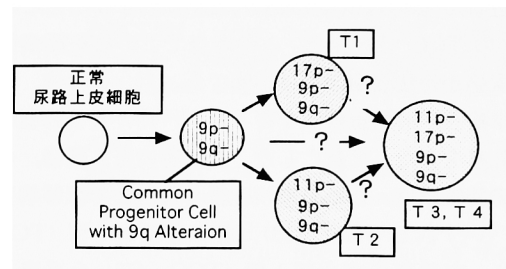 正常
尿路上皮細胞
9p-
9q-
Common
Progenitor Cell
with 9q Alteraion
T1
17p-
9p-
9q-
?
?
11p-
9p-
9q-
?
T2
11p-
17p-
9p-
9q-
T3, T4